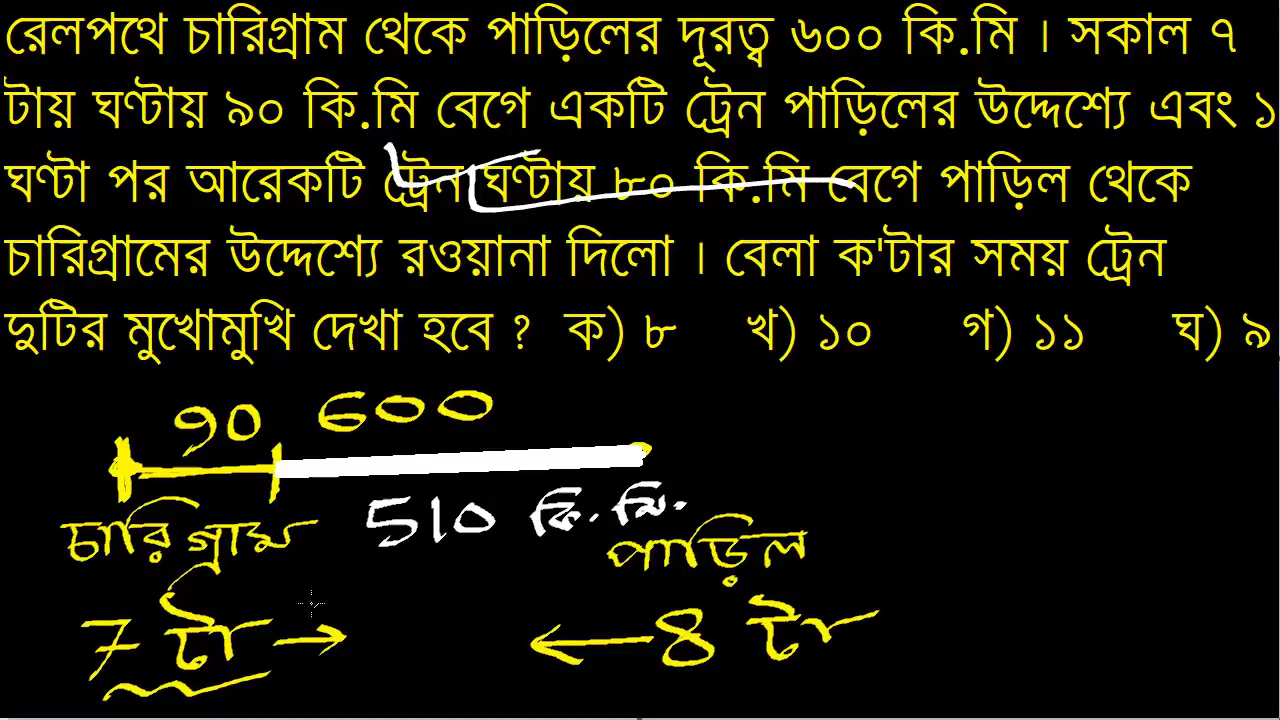 রেলপথে চারিগ্রাম থেকে পাড়িলের দূরত্ব ৬০০ কি.মি । সকাল ৭
টায় ঘণ্টায় ৯০ কি.মি বেগে একটি ট্রেন পাড়িলের উদ্দেশ্যে এবং ১
ঘণ্টা পর আরেকটি ট্রেন ঘণ্টায় ৮০ কি.মি বেগে পাড়িল থেকে
চারিগ্রামের উদ্দেশ্যে রওয়ানা দিলো । বেলা ক'টার সময় ট্রেন
দুটির মুখোমুখি দেখা হবে ? ক) ৮ খ) ১০ গ) ১১ ঘ) ৯
90 600
510 কি. মি.
চারিগ্রাম পাড়িল
7 টা 8 টা